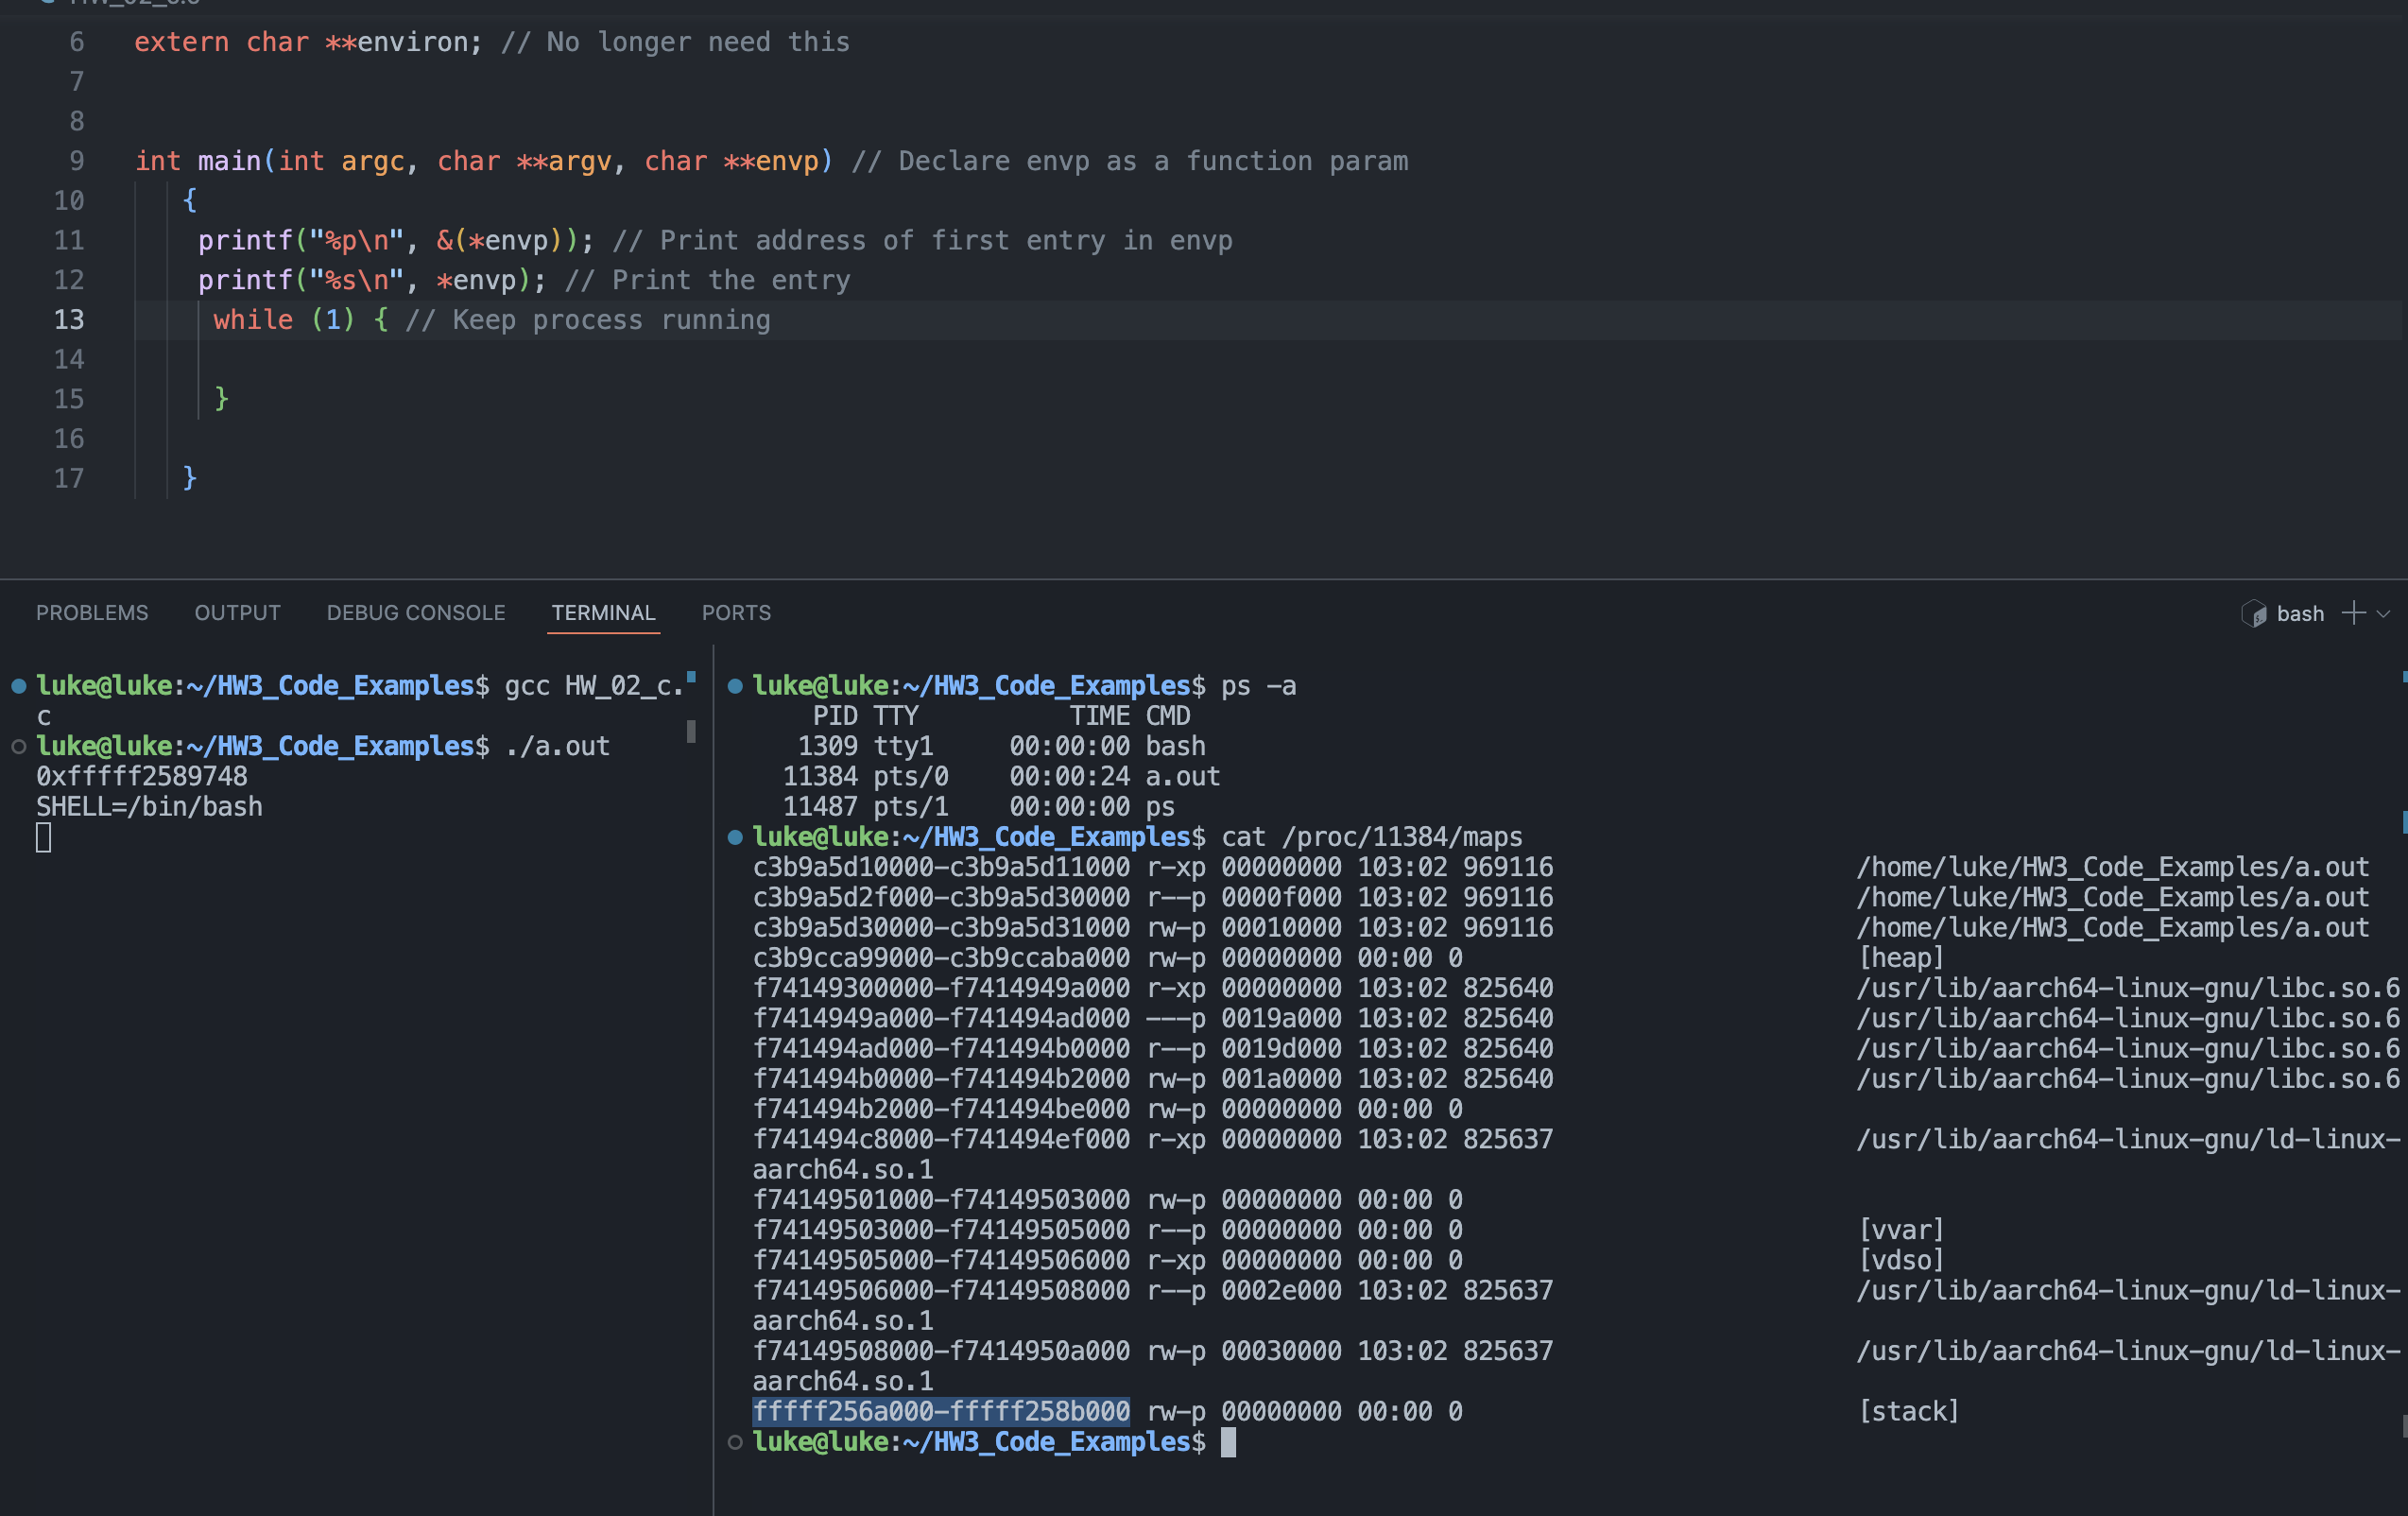 6 extern char **environ; // No longer need this
7
8
9 int main(int argc, char **argv, char **envp) // Declare envp as a function param
10 {
11 printf("%p\n", &(*envp)); // Print address of first entry in envp
12 printf("%s\n", *envp); // Print the entry
13 while (1) { // Keep process running
14
15 }
16
17 }
PROBLEMS OUTPUT DEBUG CONSOLE TERMINAL PORTS bash
luke@luke:~/HW3_Code_Examples$ gcc HW_02_c.
c
luke@luke:~/HW3_Code_Examples$ ./a.out
0xfffff2589748
SHELL=/bin/bash
luke@luke:~/HW3_Code_Examples$ ps -a
PID TTY TIME CMD
1309 tty1 00:00:00 bash
11384 pts/0 00:00:24 a.out
11487 pts/1 00:00:00 ps
luke@luke:~/HW3_Code_Examples$ cat /proc/11384/maps
c3b9a5d10000-c3b9a5d11000 r-xp 00000000 103:02 969116 /home/luke/HW3_Code_Examples/a.out
c3b9a5d2f000-c3b9a5d30000 r--p 0000f000 103:02 969116 /home/luke/HW3_Code_Examples/a.out
c3b9a5d30000-c3b9a5d31000 rw-p 00010000 103:02 969116 /home/luke/HW3_Code_Examples/a.out
c3b9cca99000-c3b9ccaba000 rw-p 00000000 00:00 0 [heap]
f74149300000-f7414949a000 r-xp 00000000 103:02 825640 /usr/lib/aarch64-linux-gnu/libc.so.6
f7414949a000-f741494ad000 ---p 0019a000 103:02 825640 /usr/lib/aarch64-linux-gnu/libc.so.6
f741494ad000-f741494b0000 r--p 0019d000 103:02 825640 /usr/lib/aarch64-linux-gnu/libc.so.6
f741494b0000-f741494b2000 rw-p 001a0000 103:02 825640 /usr/lib/aarch64-linux-gnu/libc.so.6
f741494b2000-f741494be000 rw-p 00000000 00:00 0
f741494c8000-f741494ef000 r-xp 00000000 103:02 825637 /usr/lib/aarch64-linux-gnu/ld-linux-
aarch64.so.1
f74149501000-f74149503000 rw-p 00000000 00:00 0
f74149503000-f74149505000 r--p 00000000 00:00 0 [vvar]
f74149505000-f74149506000 r-xp 00000000 00:00 0 [vdso]
f74149506000-f74149508000 r--p 0002e000 103:02 825637 /usr/lib/aarch64-linux-gnu/ld-linux-
aarch64.so.1
f74149508000-f7414950a000 rw-p 00030000 103:02 825637 /usr/lib/aarch64-linux-gnu/ld-linux-
aarch64.so.1
fffff256a000-fffff258b000 rw-p 00000000 00:00 0 [stack]
luke@luke:~/HW3_Code_Examples$